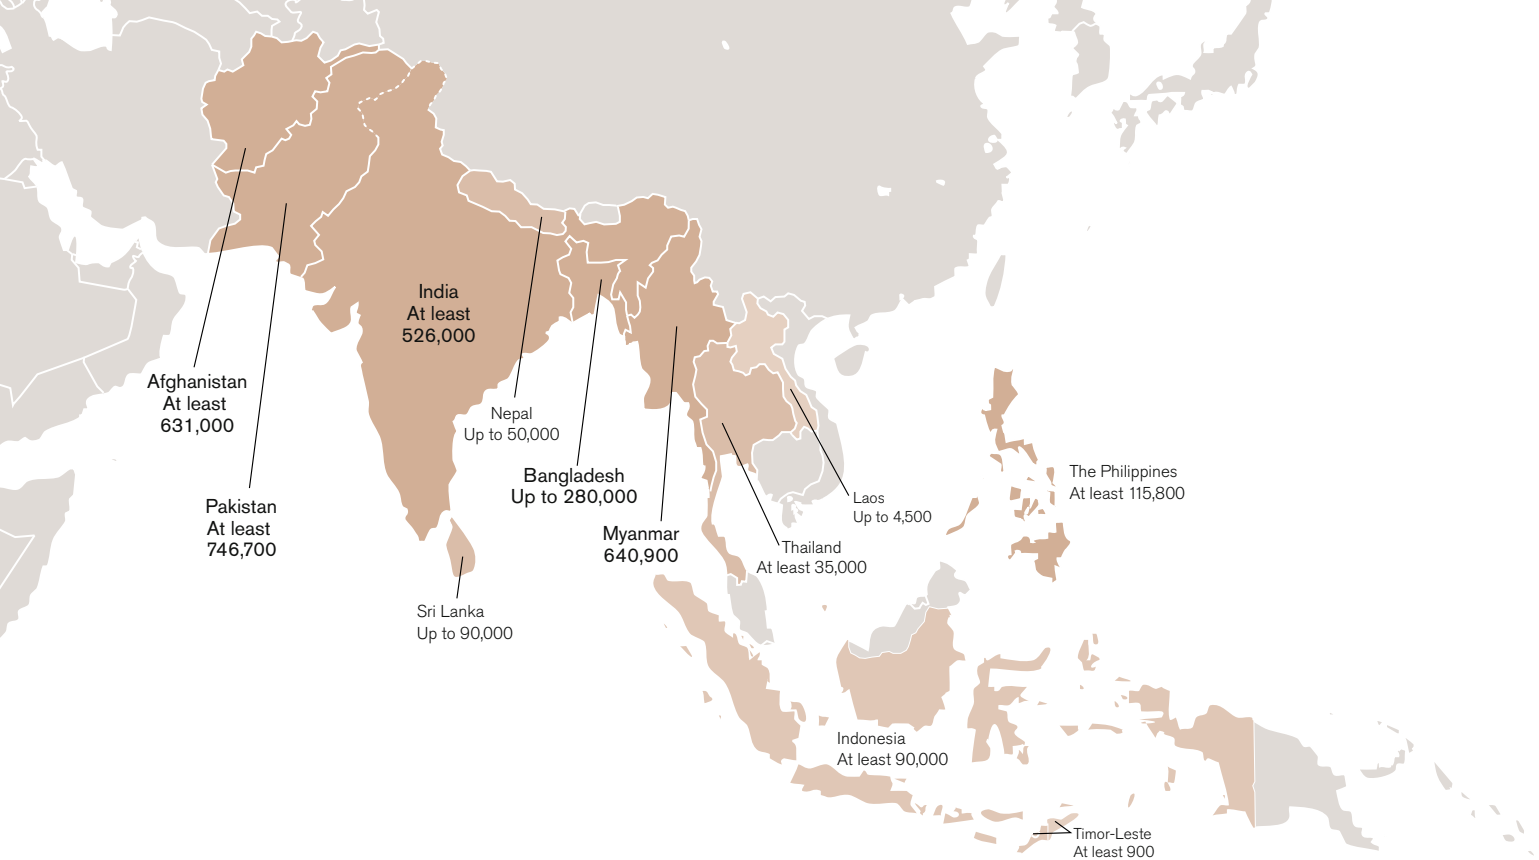 India
At least
526,000
Afghanistan
At least
631,000
Nepal
Up to 50,000
Bangladesh
Up to 280,000
Pakistan
At least
746,700
Myanmar
640,900
Laos
Up to 4,500
Thailand
At least 35,000
The Philippines
At least 115,800
Sri Lanka
Up to 90,000
Indonesia
At least 90,000
Timor-Leste
At least 900